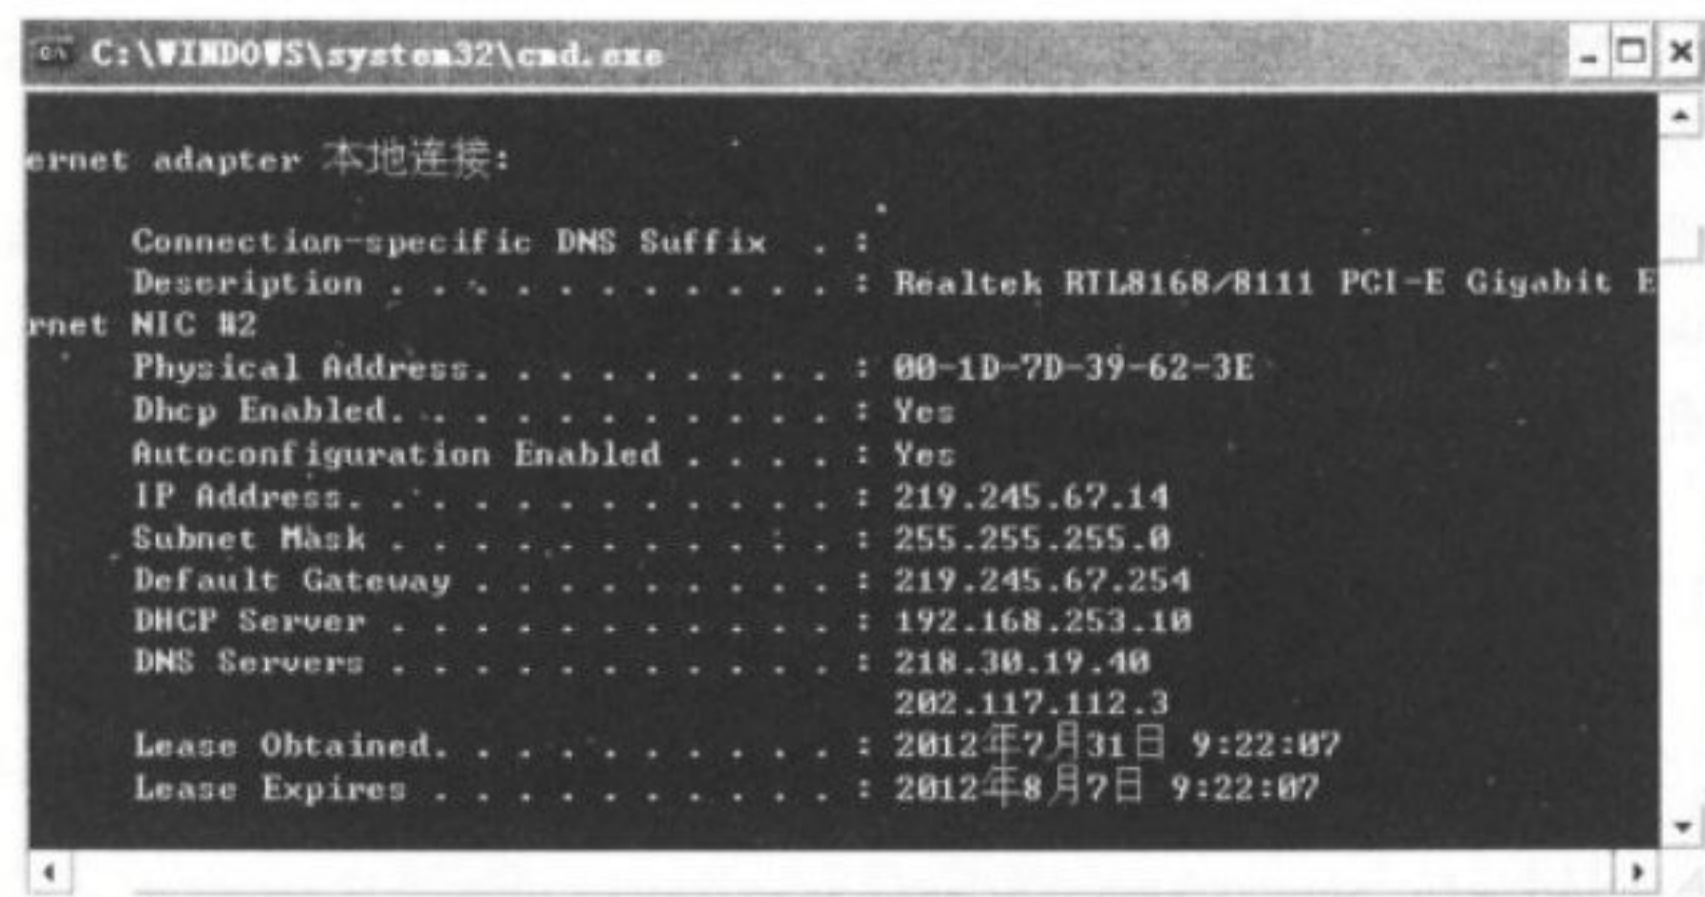 C:\WINDOWS\system32\cmd.exe
ernet adapter 本地连接:
Connection-specific DNS Suffix . :
Description . . . . . . . . . . . : Realtek RTL8168/8111 PCI-E Gigabit E
rnet NIC #2
Physical Address. . . . . . . . . : 00-1D-7D-39-62-3E
Dhcp Enabled. . . . . . . . . . . : Yes
Autoconfiguration Enabled . . . . : Yes
IP Address. . . . . . . . . . . . : 219.245.67.14
Subnet Mask . . . . . . . . . . . : 255.255.255.0
Default Gateway . . . . . . . . . : 219.245.67.254
DHCP Server . . . . . . . . . . . : 192.168.253.10
DNS Servers . . . . . . . . . . . : 218.30.19.40
202.117.112.3
Lease Obtained. . . . . . . . . . : 2012年7月31日 9:22:07
Lease Expires . . . . . . . . . . : 2012年8月7日 9:22:07